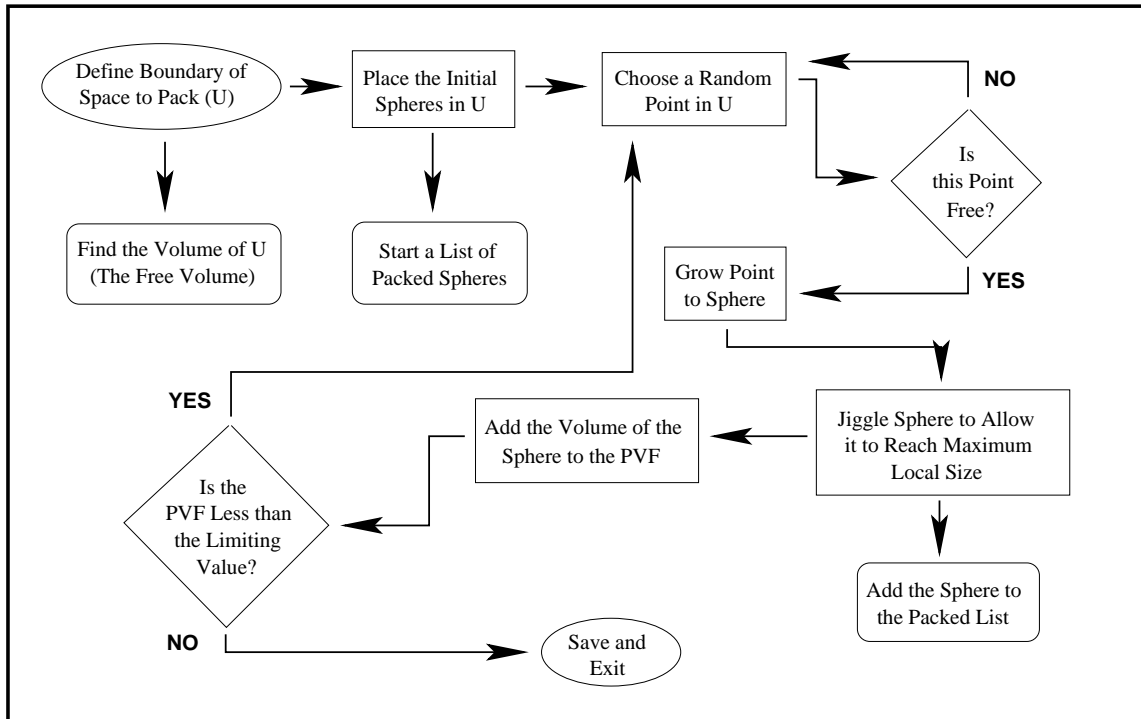 Define Boundary of
Space to Pack (U)
Place the Initial
Spheres in U
Choose a Random
Point in U
NO
Is
this Point
Free?
YES
Find the Volume of U
(The Free Volume)
Start a List of
Packed Spheres
Grow Point
to Sphere
Jiggle Sphere to Allow
it to Reach Maximum
Local Size
Add the Sphere to
the Packed List
Add the Volume of the
Sphere to the PVF
YES
Is the
PVF Less than
the Limiting
Value?
NO
Save and
Exit